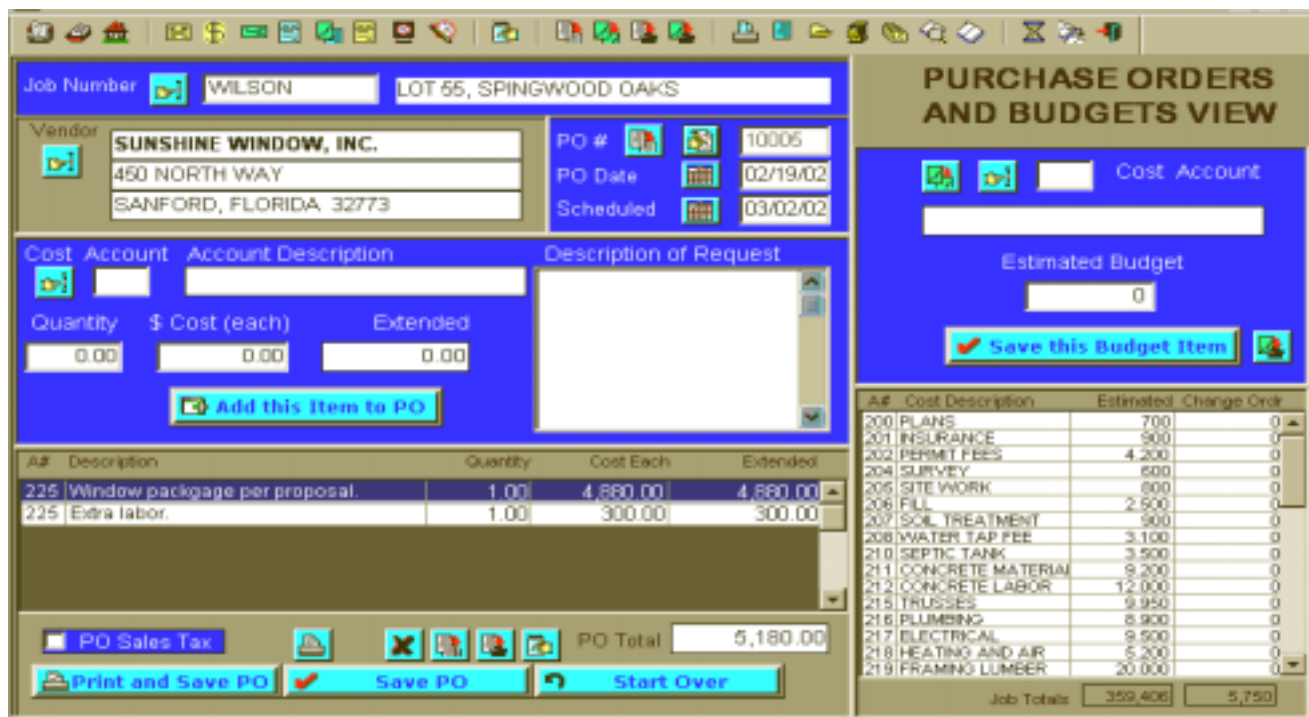 PURCHASE ORDERS
AND BUDGETS VIEW
Job Number WILSON LOT 55, SPINGWOOD OAKS
Vendor
SUNSHINE WINDOW, INC.
450 NORTH WAY
SANFORD, FLORIDA 32773
PO # 10005
PO Date 02/19/02
Scheduled 03/02/02
Cost Account Account Description Description of Request
Quantity $ Cost (each) Extended
0.00 0.00 0.00
Add this Item to PO
A# Description Quantity Cost Each Extended
225 Window packgage per proposal. 1.00 4,880.00 4,880.00
225 Extra labor. 1.00 300.00 300.00
PO Sales Tax PO Total 5,180.00
Print and Save PO Save PO Start Over
Cost Account
Estimated Budget
0
Save this Budget Item
A# Cost Description Estimated Change Ordr
200 PLANS 700 0
201 INSURANCE 900 0
202 PERMIT FEES 4,200 0
204 SURVEY 600 0
205 SITE WORK 800 0
206 FILL 2,500 0
207 SOIL TREATMENT 900 0
208 WATER TAP FEE 3,100 0
210 SEPTIC TANK 3,500 0
211 CONCRETE MATERIAL 9,200 0
212 CONCRETE LABOR 12,000 0
215 TRUSSES 9,950 0
216 PLUMBING 8,900 0
217 ELECTRICAL 9,500 0
218 HEATING AND AIR 5,200 0
219 FRAMING LUMBER 20,000 0
Job Totals 359,406 5,750